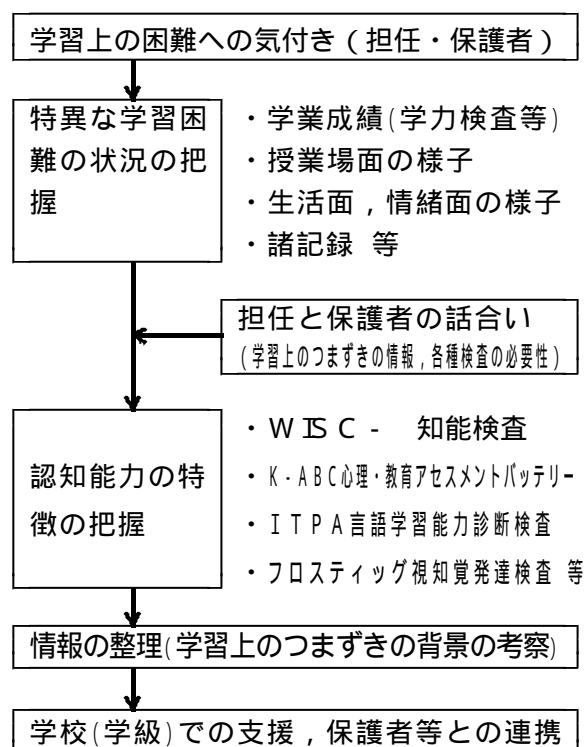 学習上の困難への気付き(担任・保護者)
特異な学習困
難の状況の把
握
・学業成績(学力検査等)
・授業場面の様子
・生活面,情緒面の様子
・諸記録 等
担任と保護者の話合い
(学習上のつまずきの情報,各種検査の必要性)
認知能力の特
徴の把握
・WISC- 知能検査
・K-ABC心理・教育アセスメントバッテリー
・ITPA言語学習能力診断検査
・フロスティッグ視知覚発達検査 等
情報の整理(学習上のつまずきの背景の考察)
学校(学級)での支援,保護者等との連携